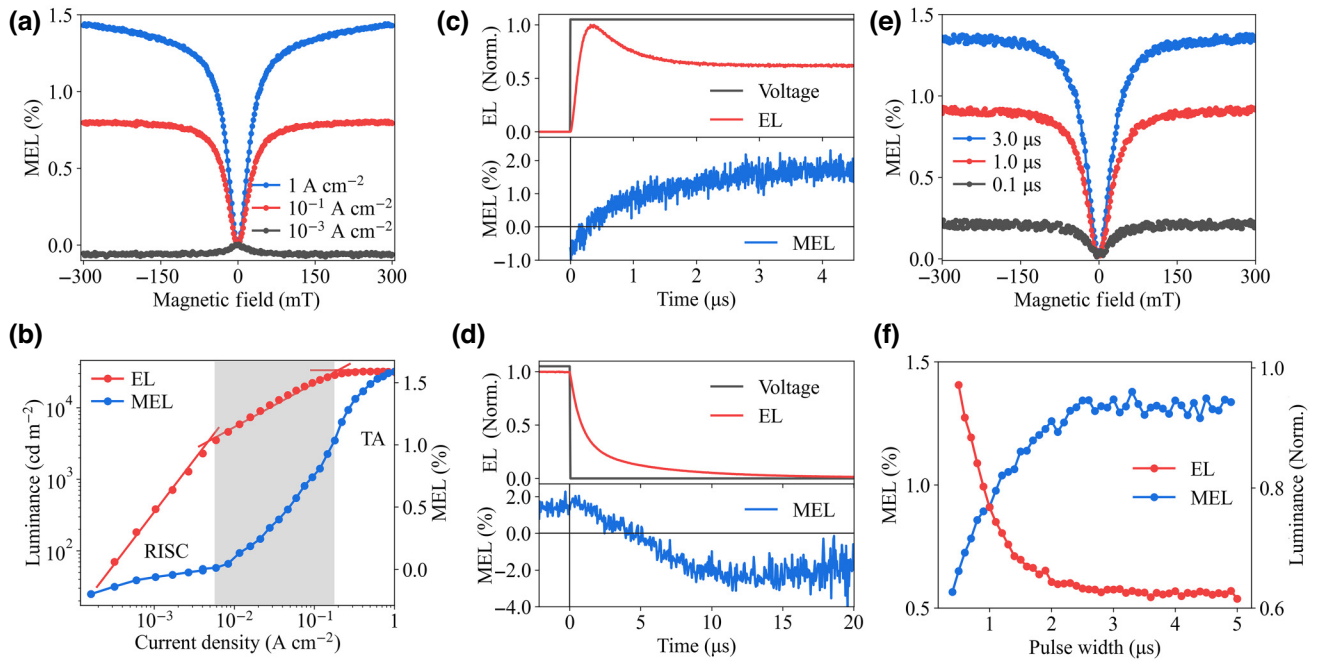 (a)
1.5
1.0
0.5
0.0
MEL (%)
1 A cm⁻²
10⁻¹ A cm⁻²
10⁻³ A cm⁻²
−300
−150
0
150
300
Magnetic field (mT)
(b)
EL
MEL
10⁴
10³
10²
Luminance (cd m⁻²)
1.5
1.0
0.5
0.0
MEL (%)
TA
RISC
10⁻³
10⁻²
10⁻¹
1
Current density (A cm⁻²)
(c)
1.0
0.5
0.0
EL (Norm.)
Voltage
EL
2.0
1.0
0.0
−1.0
MEL (%)
MEL
0
1
2
3
4
Time (μs)
(d)
1.0
0.5
0.0
EL (Norm.)
Voltage
EL
2.0
0.0
−2.0
−4.0
MEL (%)
MEL
0
5
10
15
20
Time (μs)
(e)
1.5
1.0
0.5
0.0
MEL (%)
3.0 μs
1.0 μs
0.1 μs
−300
−150
0
150
300
Magnetic field (mT)
(f)
1.5
1.0
0.5
MEL (%)
EL
MEL
1.0
0.8
0.6
Luminance (Norm.)
1
2
3
4
5
Pulse width (μs)